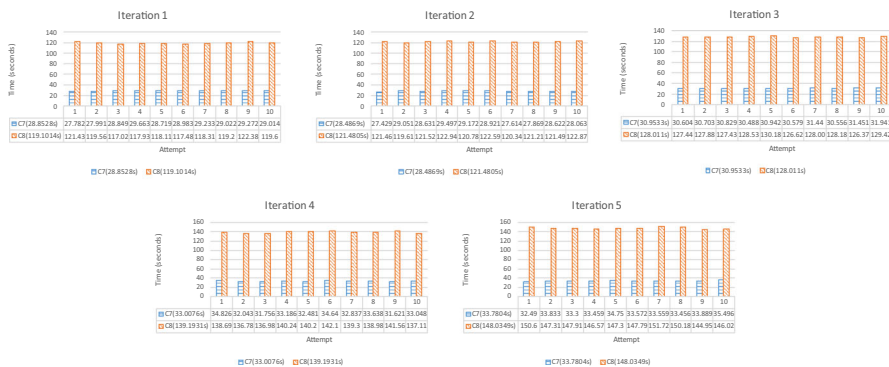 Iteration 1
Time (seconds)
140
120
100
80
60
40
20
0
1 2 3 4 5 6 7 8 9 10
C7(28.8528s) 27.782 27.991 28.849 29.663 28.719 28.983 29.233 29.022 29.272 29.014
C8(119.1014s) 121.43 119.56 117.02 117.93 118.11 117.48 118.31 119.2 122.38 119.6
Attempt
C7(28.8528s) C8(119.1014s)
Iteration 2
Time (seconds)
140
120
100
80
60
40
20
0
1 2 3 4 5 6 7 8 9 10
C7(28.4869s) 27.429 29.051 28.631 29.497 29.172 28.921 27.614 27.869 28.622 28.063
C8(121.4805s) 121.46 119.61 121.52 122.94 120.78 122.59 120.34 121.21 121.49 122.87
Attempt
C7(28.4869s) C8(121.4805s)
Iteration 3
Time (seconds)
140
120
100
80
60
40
20
0
1 2 3 4 5 6 7 8 9 10
C7(30.9533s) 30.604 30.703 30.829 30.488 30.942 30.579 31.44 30.556 31.451 31.941
C8(128.011s) 127.44 127.88 127.43 128.53 130.18 126.62 128.00 128.18 126.37 129.42
Attempt
C7(30.9533s) C8(128.011s)
Iteration 4
Time (seconds)
160
140
120
100
80
60
40
20
0
1 2 3 4 5 6 7 8 9 10
C7(33.0076s) 34.826 32.043 31.756 33.186 32.481 34.64 32.837 33.638 31.621 33.048
C8(139.1931s) 138.69 136.78 136.98 140.24 140.2 142.1 139.3 138.98 141.56 137.11
Attempt
C7(33.0076s) C8(139.1931s)
Iteration 5
Time (seconds)
160
140
120
100
80
60
40
20
0
1 2 3 4 5 6 7 8 9 10
C7(33.7804s) 32.49 33.833 33.3 33.459 34.75 33.572 33.559 33.456 33.889 35.496
C8(148.0349s) 150.6 147.31 147.91 146.57 147.3 147.79 151.72 150.18 144.95 146.02
Attempt
C7(33.7804s) C8(148.0349s)